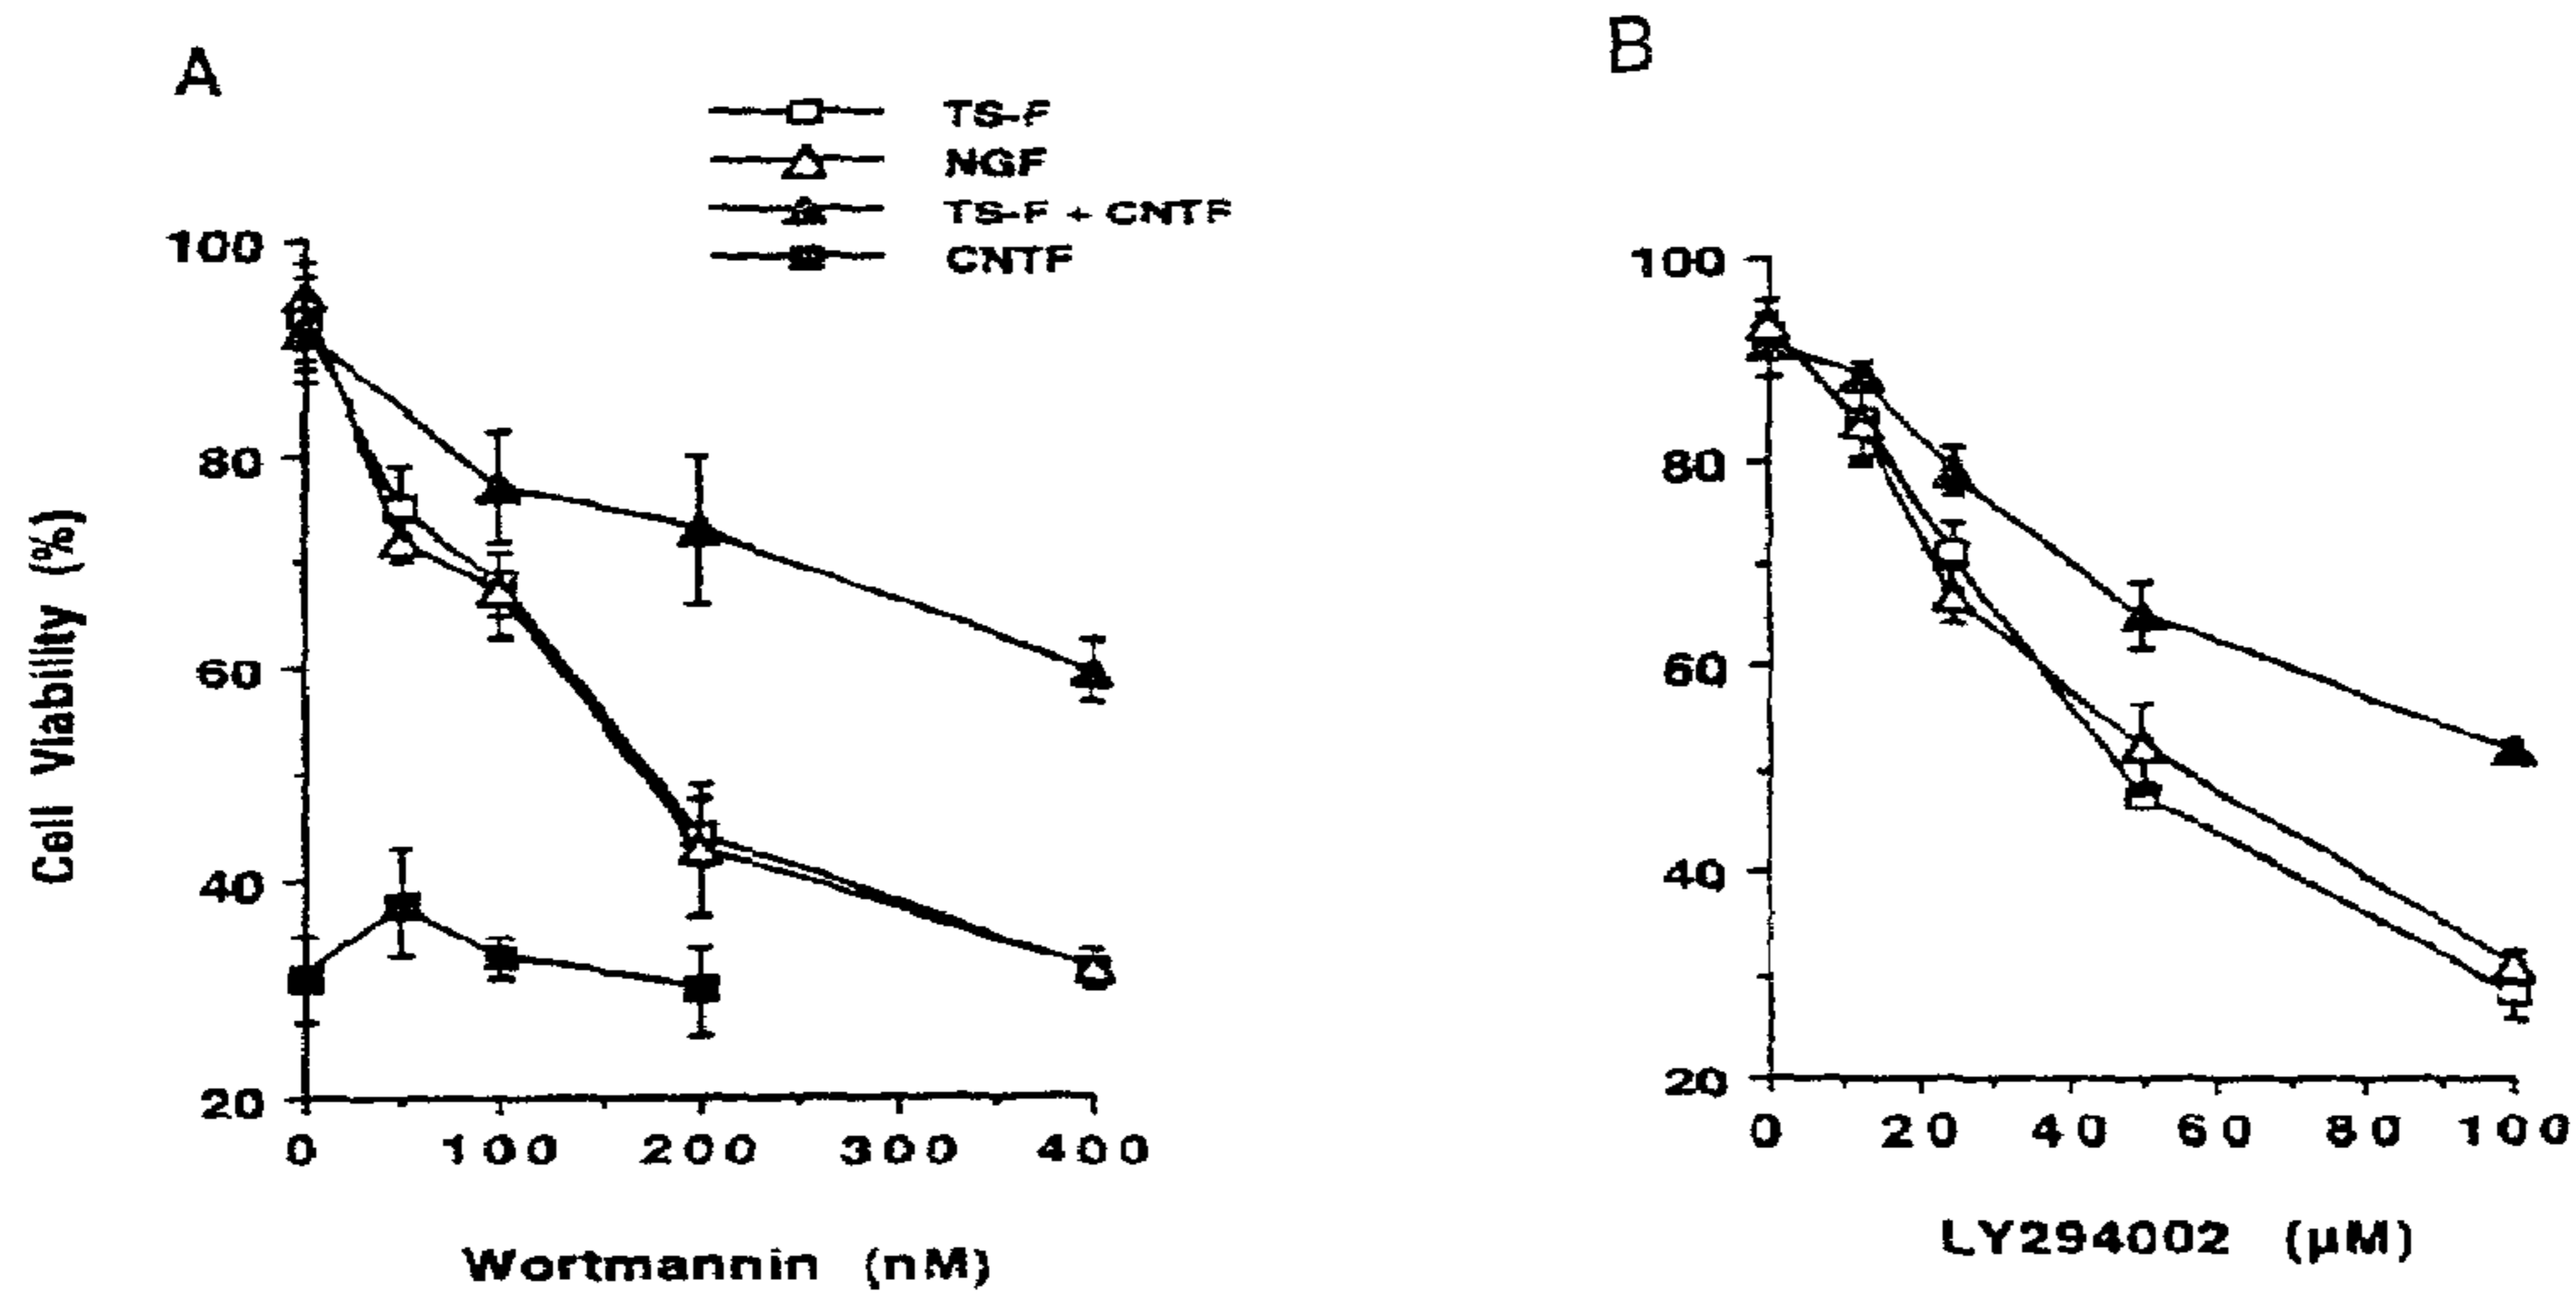 A
B
TS-F
NGF
TS-F + CNTF
CNTF
Cell Viability (%)
100
80
60
40
20
0 100 200 300 400
Wortmannin (nM)
100
80
60
40
20
0 20 40 60 80 100
LY294002 (µM)